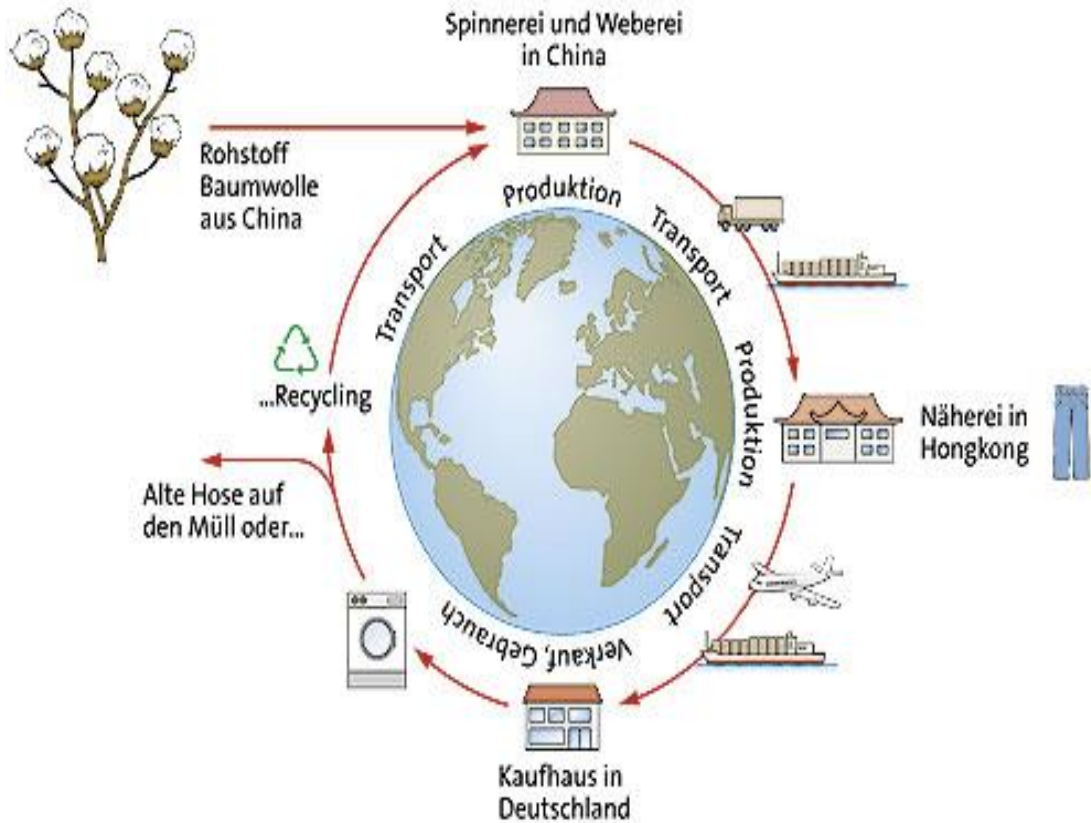 Spinnerei und Weberei
in China
Rohstoff
Baumwolle
aus China
Produktion
Transport
Transport
Produktion
...Recycling
Näherei in
Hongkong
Alte Hose auf
den Müll oder...
Transport
Verkauf, Gebrauch
Kaufhaus in
Deutschland